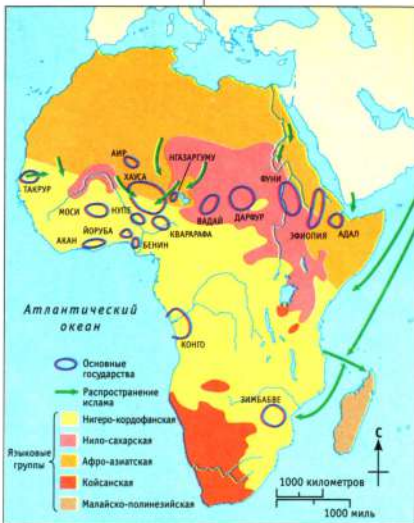 АИР
ХАУСА
НГАЗАРГУМУ
ТАКРУР
ФУНИ
МОСИ
НУПЕ
ВАДАЙ
ДАРФУР
ЙОРУБА
КВАРАРАФА
ЭФИОПИЯ
АДАЛ
АКАН
БЕНИН
Атлантический
океан
КОНГО
ЗИМБАБВЕ
Основные
государства
Распространение
ислама
Языковые
группы
Нигеро-кордофанская
Нило-сахарская
Афро-азиатская
Койсанская
Малайско-полинезийская
С
1000 километров
1000 миль